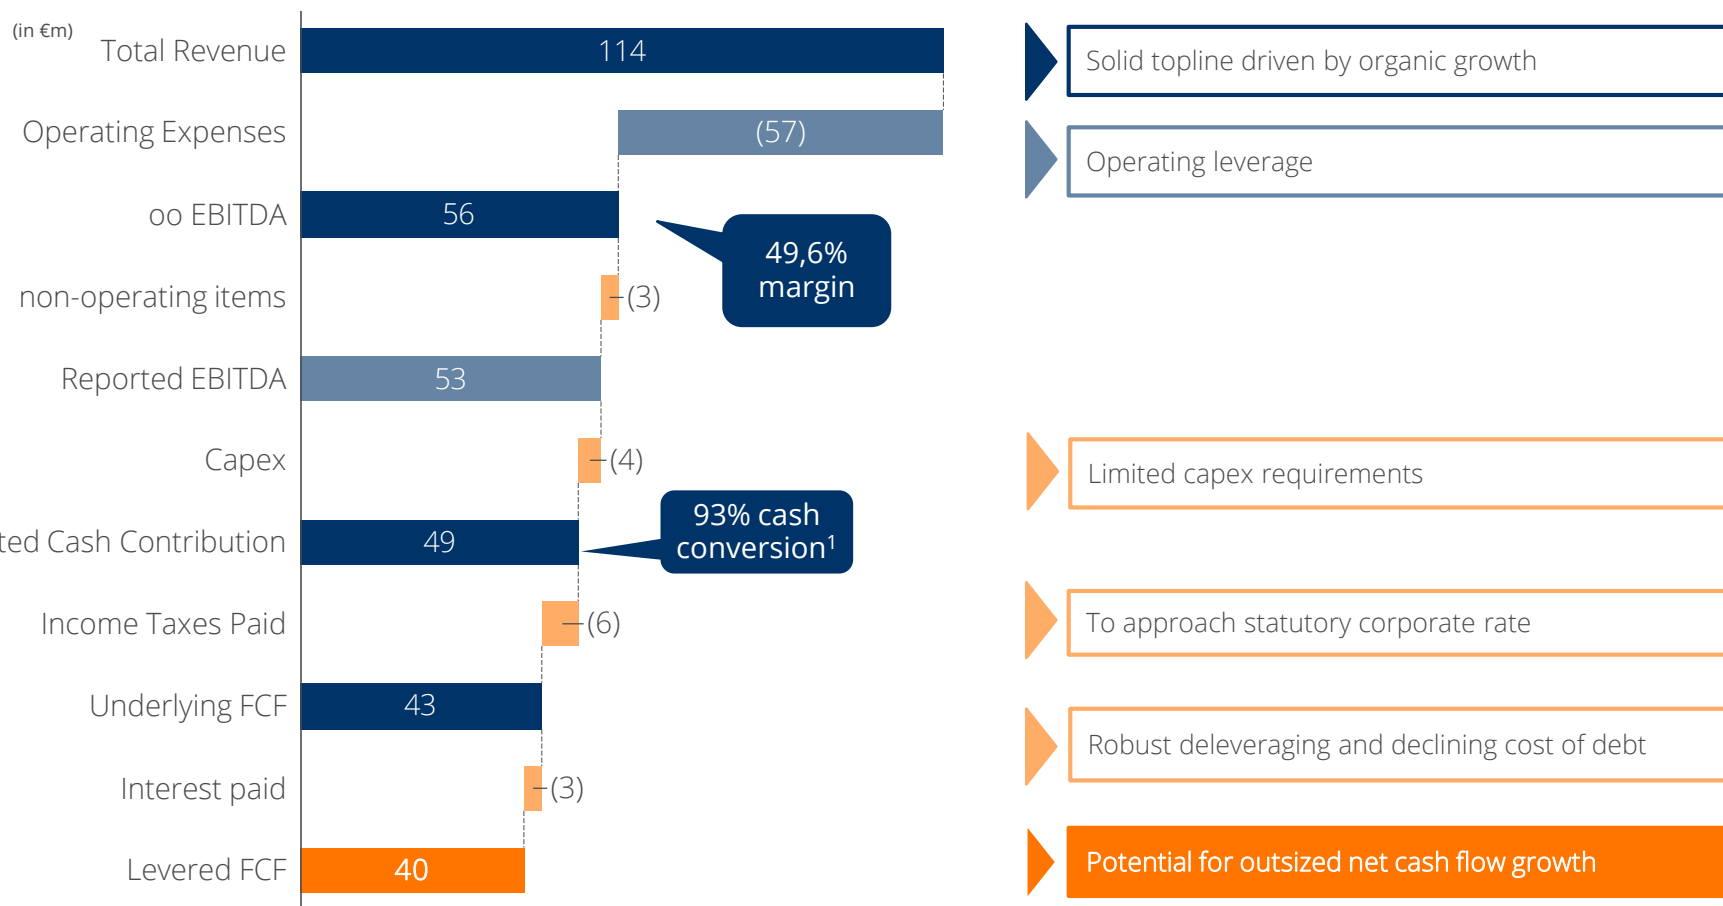 (in €m)
Total Revenue
114
Solid topline driven by organic growth
Operating Expenses
(57)
Operating leverage
oo EBITDA
56
49,6%
margin
non-operating items
(3)
Reported EBITDA
53
Capex
(4)
Limited capex requirements
Cash Contribution
49
93% cash
conversion¹
Income Taxes Paid
(6)
To approach statutory corporate rate
Underlying FCF
43
Robust deleveraging and declining cost of debt
Interest paid
(3)
Levered FCF
40
Potential for outsized net cash flow growth